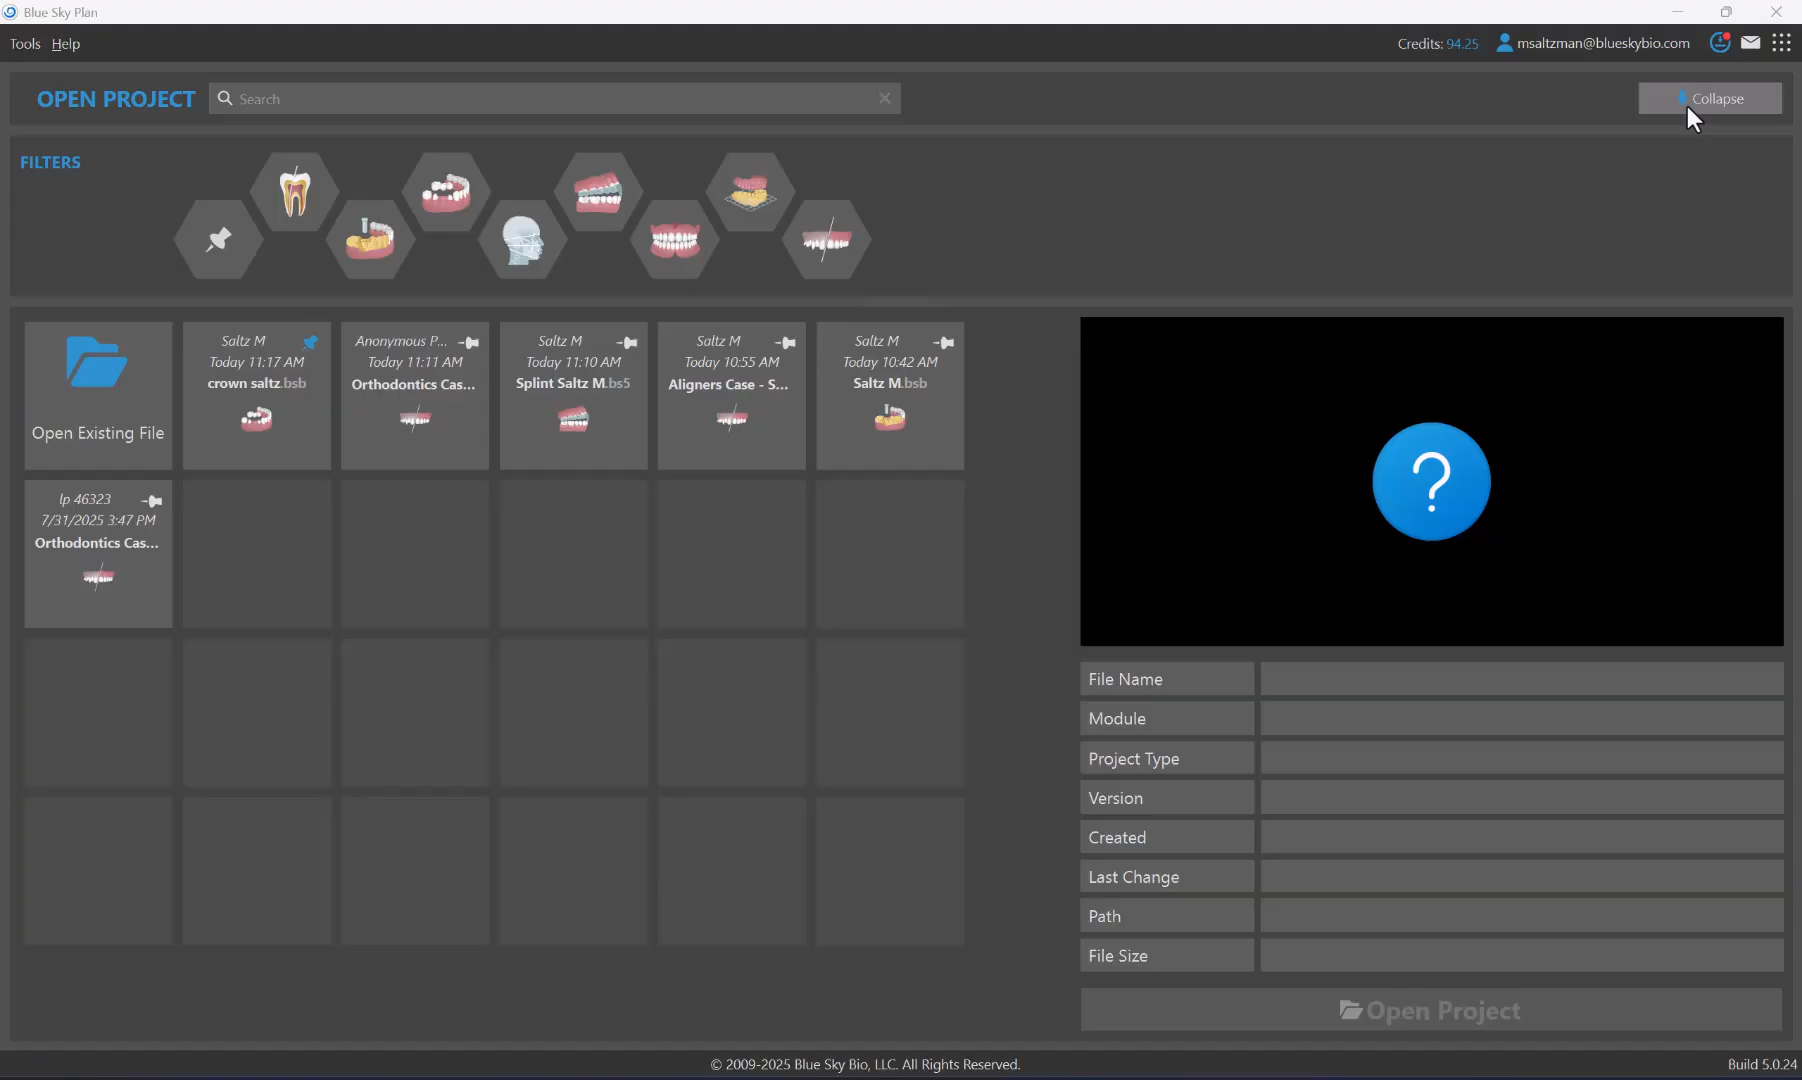 Blue Sky Plan
Tools Help
Credits: 94.25 msaltzman@blueskybio.com
OPEN PROJECT
Search
Collapse
FILTERS
Open Existing File
Saltz M
Today 11:17 AM
crown saltz.bsb
Anonymous P...
Today 11:11 AM
Orthodontics Cas...
Saltz M
Today 11:10 AM
Splint Saltz M.bs5
Saltz M
Today 10:55 AM
Aligners Case - S...
Saltz M
Today 10:42 AM
Saltz M.bsb
lp 46323
7/31/2025 3:47 PM
Orthodontics Cas...
?
File Name
Module
Project Type
Version
Created
Last Change
Path
File Size
Open Project
© 2009-2025 Blue Sky Bio, LLC. All Rights Reserved.
Build 5.0.24